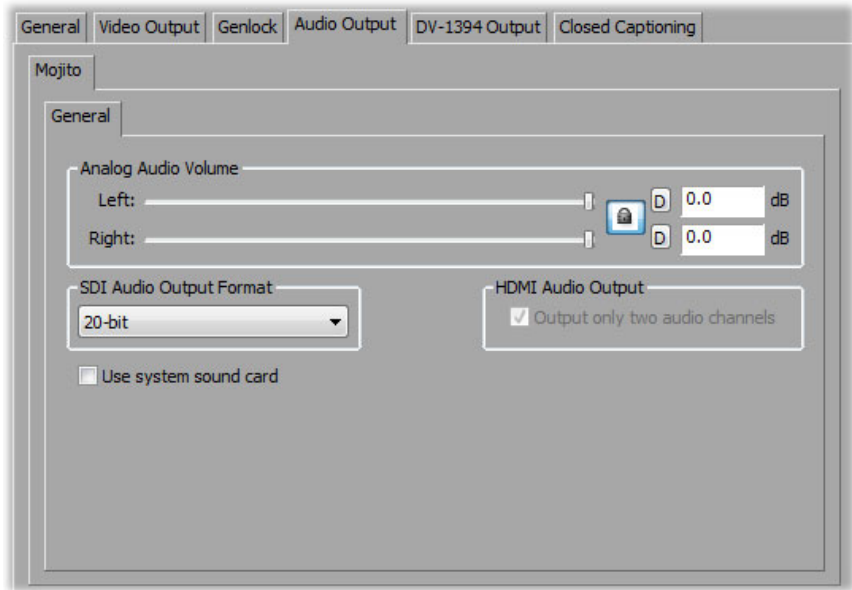 General Video Output Genlock Audio Output DV-1394 Output Closed Captioning
Mojito
General
Analog Audio Volume
Left: D 0.0 dB
Right: D 0.0 dB
SDI Audio Output Format HDMI Audio Output
20-bit Output only two audio channels
Use system sound card